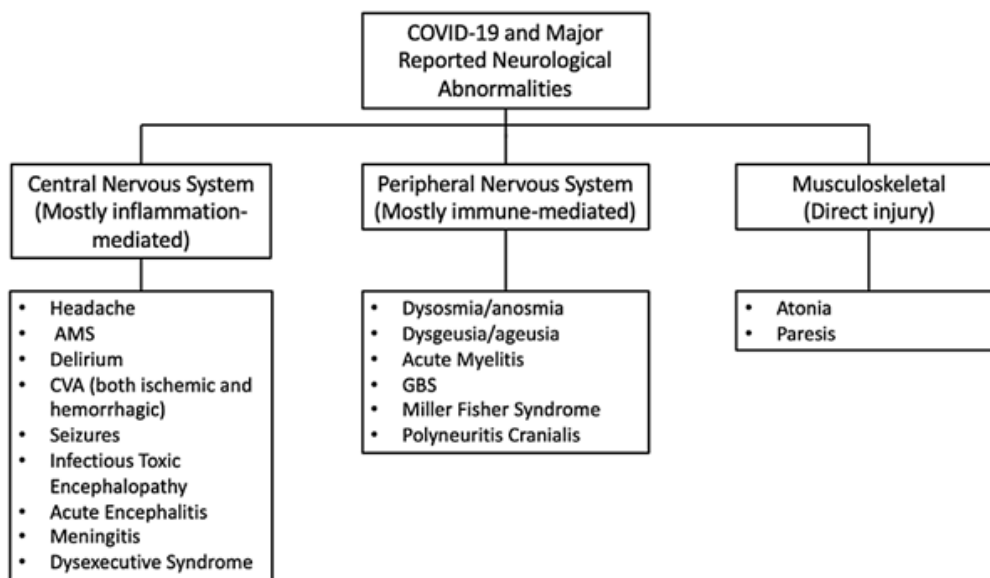 COVID-19 and Major
Reported Neurological
Abnormalities
Central Nervous System
(Mostly inflammation-
mediated)
Peripheral Nervous System
(Mostly immune-mediated)
Musculoskeletal
(Direct injury)
• Headache
• AMS
• Delirium
• CVA (both ischemic and
hemorrhagic)
• Seizures
• Infectious Toxic
Encephalopathy
• Acute Encephalitis
• Meningitis
• Dysexecutive Syndrome
• Dysosmia/anosmia
• Dysgeusia/ageusia
• Acute Myelitis
• GBS
• Miller Fisher Syndrome
• Polyneuritis Cranialis
• Atonia
• Paresis